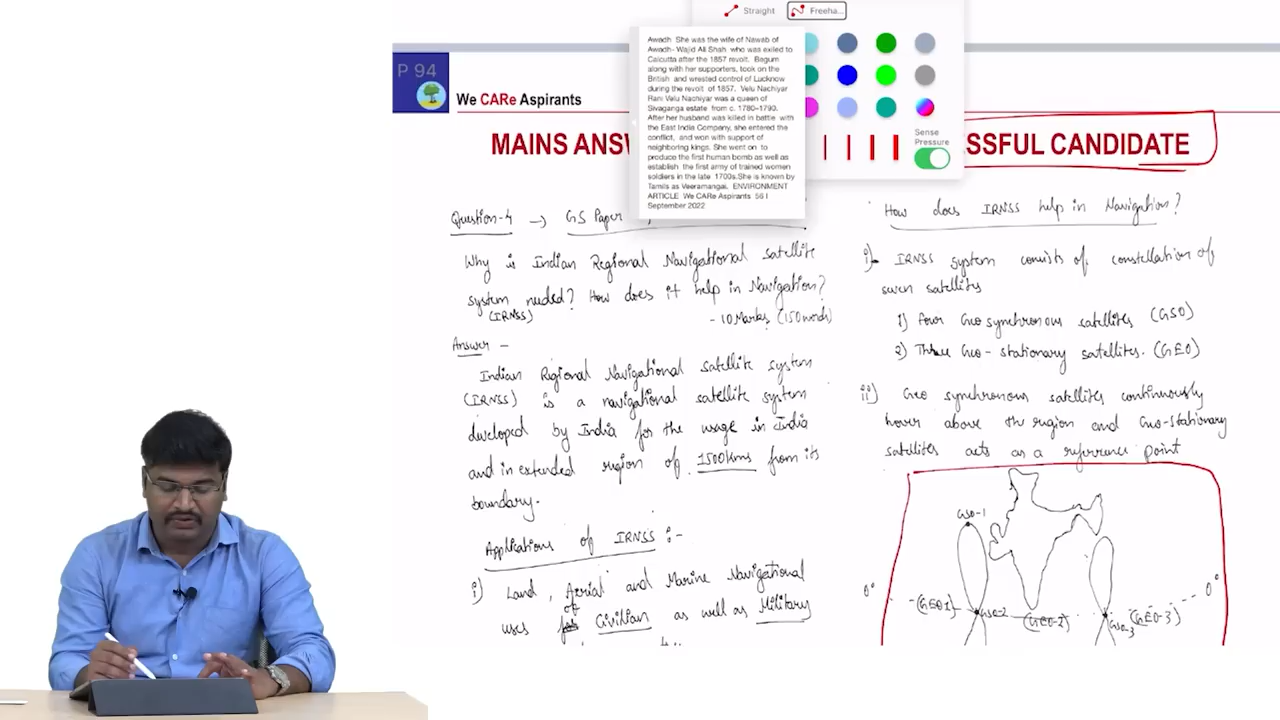 Straight
Freeha...
Awadh She was the wife of Nawab of
Awadh- Wajid Ali Shah who was exiled to
Calcutta after the 1857 revolt. Begum
along with her supporters, took on the
British and wrested control of Lucknow
during the revolt of 1857. Velu Nachiyar
Rani Velu Nachiyar was a queen of
Sivaganga estate from c. 1780–1790.
After her husband was killed in battle with
the East India Company, she entered the
conflict, and won with support of
neighboring kings. She went on to
produce the first human bomb as well as
establish the first army of trained women
soldiers in the late 1700s.She is known by
Tamils as Veeramangai. ENVIRONMENT
ARTICLE We CARe Aspirants 56 I
September 2022
Sense
Pressure
P 94
We CARe Aspirants
MAINS ANS
SSFUL CANDIDATE
Question-4 → GS Paper
Why is Indian Regional Navigational satellite
system needed? How does it help in Navigation?
(IRNSS)
- 10 Marks (150 words)
Answer -
Indian Regional Navigational satellite system
(IRNSS) is a navigational satellite system
developed by India for the usage in India
and in extended region of 1500kms from its
boundary.
Applications of IRNSS :-
i) Land, Aerial and Marine Navigational
uses of Civilian as well as Military
How does IRNSS help in Navigation?
i) IRNSS system consists of constellation of
seven satellites
1) four Geo synchronous satellites (GSO)
2) Three Geo-stationary satellites. (GEO)
ii) Geo synchronous satellites continuously
hover above the region and Geo-stationary
satellites acts as a reference point
GSO-1
0°
(GEO1)
GSO-2
(GEO-2)
GSO-3
(GEO-3)
0°